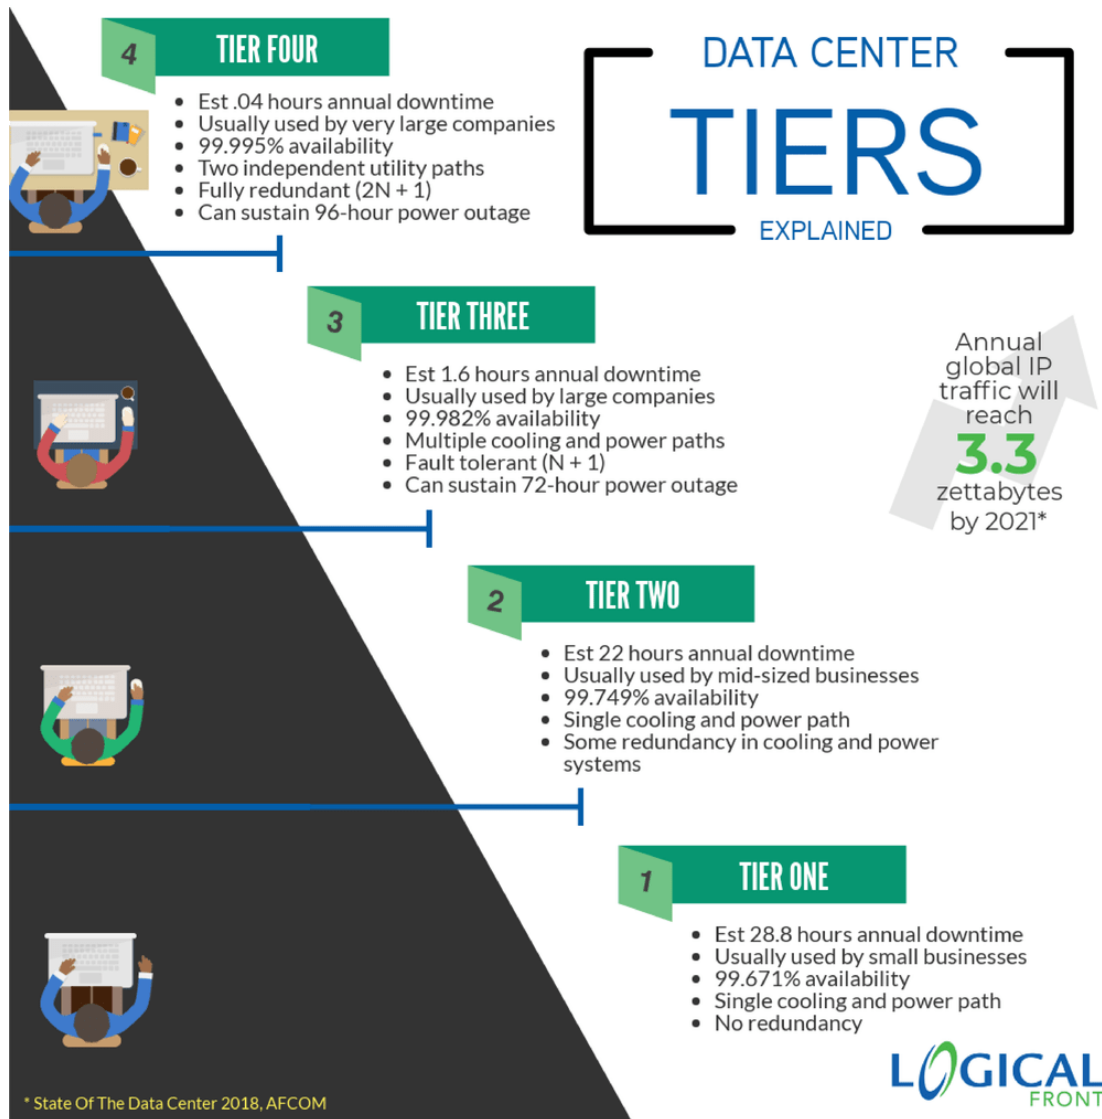 DATA CENTER
TIERS
EXPLAINED
4
TIER FOUR
• Est .04 hours annual downtime
• Usually used by very large companies
• 99.995% availability
• Two independent utility paths
• Fully redundant (2N + 1)
• Can sustain 96-hour power outage
3
TIER THREE
• Est 1.6 hours annual downtime
• Usually used by large companies
• 99.982% availability
• Multiple cooling and power paths
• Fault tolerant (N + 1)
• Can sustain 72-hour power outage
Annual
global IP
traffic will
reach
3.3
zettabytes
by 2021*
2
TIER TWO
• Est 22 hours annual downtime
• Usually used by mid-sized businesses
• 99.749% availability
• Single cooling and power path
• Some redundancy in cooling and power
systems
1
TIER ONE
• Est 28.8 hours annual downtime
• Usually used by small businesses
• 99.671% availability
• Single cooling and power path
• No redundancy
LOGICAL
FRONT
* State Of The Data Center 2018, AFCOM